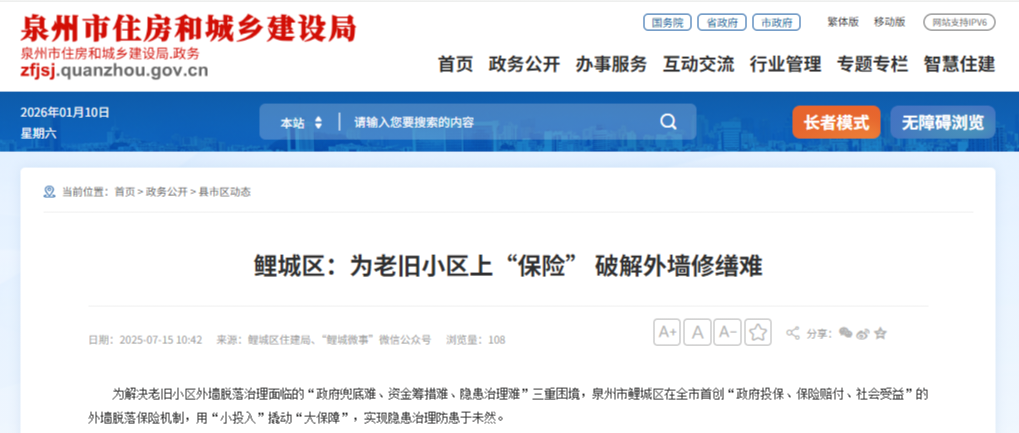 泉州市住房和城乡建设局
泉州市住房和城乡建设局.政务
zfjsj.quanzhou.gov.cn
国务院 省政府 市政府 繁体版 移动版 网站支持IPV6
首页 政务公开 办事服务 互动交流 行业管理 专题专栏 智慧住建
2026年01月10日
星期六
本站 请输入您要搜索的内容
长者模式 无障碍浏览
当前位置：首页 > 政务公开 > 县市区动态
鲤城区：为老旧小区上“保险” 破解外墙修缮难
日期：2025-07-15 10:42 来源：鲤城区住建局、“鲤城微事”微信公众号 浏览量：108
A+ A A- 分享：
为解决老旧小区外墙脱落治理面临的“政府兜底难、资金筹措难、隐患治理难”三重困境，泉州市鲤城区在全市首创“政府投保、保险赔付、社会受益”的
外墙脱落保险机制，用“小投入”撬动“大保障”，实现隐患治理防患于未然。